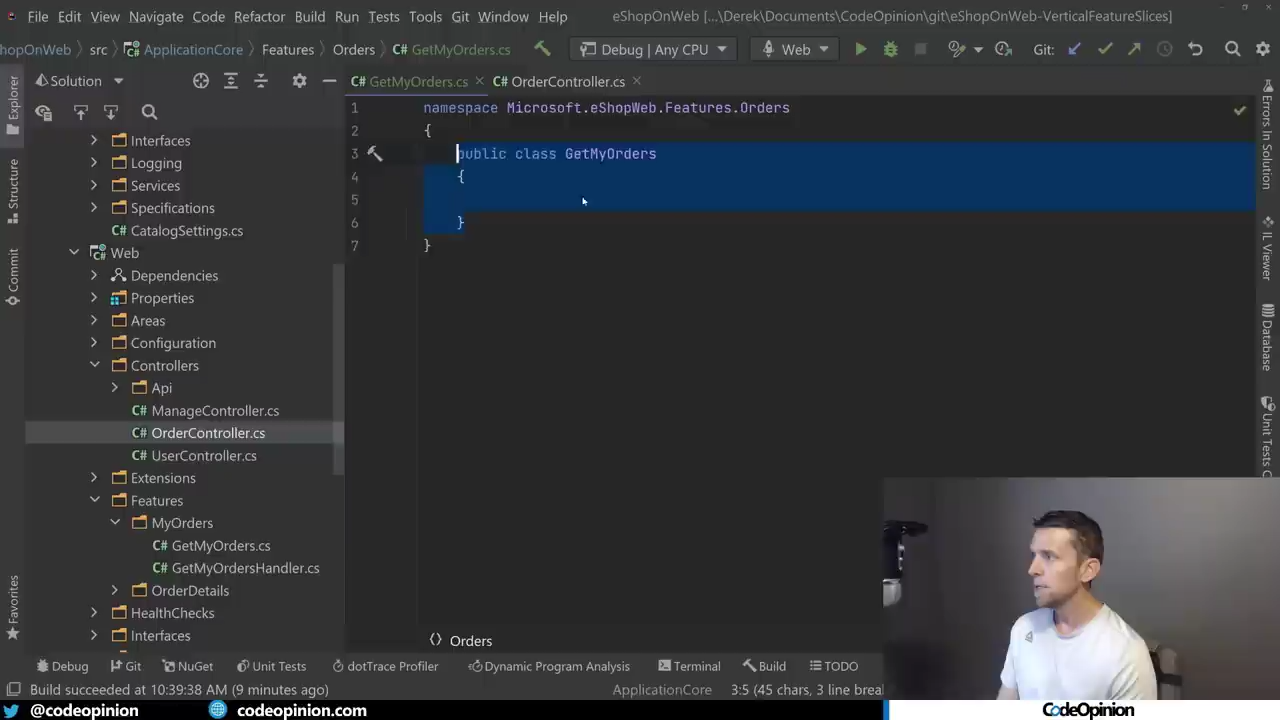 File Edit View Navigate Code Refactor Build Run Tests Tools Git Window Help eShopOnWeb [...\Derek\Documents\CodeOpinion\git\eShopOnWeb-VerticalFeatureSlices]
hopOnWeb src ApplicationCore Features Orders GetMyOrders.cs Debug | Any CPU Web Git:
Solution
GetMyOrders.cs OrderController.cs
Explorer
Structure
Commit
Favorites
Interfaces
Logging
Services
Specifications
CatalogSettings.cs
Web
Dependencies
Properties
Areas
Configuration
Controllers
Api
ManageController.cs
OrderController.cs
UserController.cs
Extensions
Features
MyOrders
GetMyOrders.cs
GetMyOrdersHandler.cs
OrderDetails
HealthChecks
Interfaces
1 namespace Microsoft.eShopWeb.Features.Orders
2 {
3 public class GetMyOrders
4 {
5
6 }
7 }
Errors In Solution
IL Viewer
Database
Unit Tests C
{} Orders
Debug Git NuGet Unit Tests dotTrace Profiler Dynamic Program Analysis Terminal Build TODO
Build succeeded at 10:39:38 AM (9 minutes ago) ApplicationCore 3:5 (45 chars, 3 line brea
@codeopinion codeopinion.com CodeOpinion